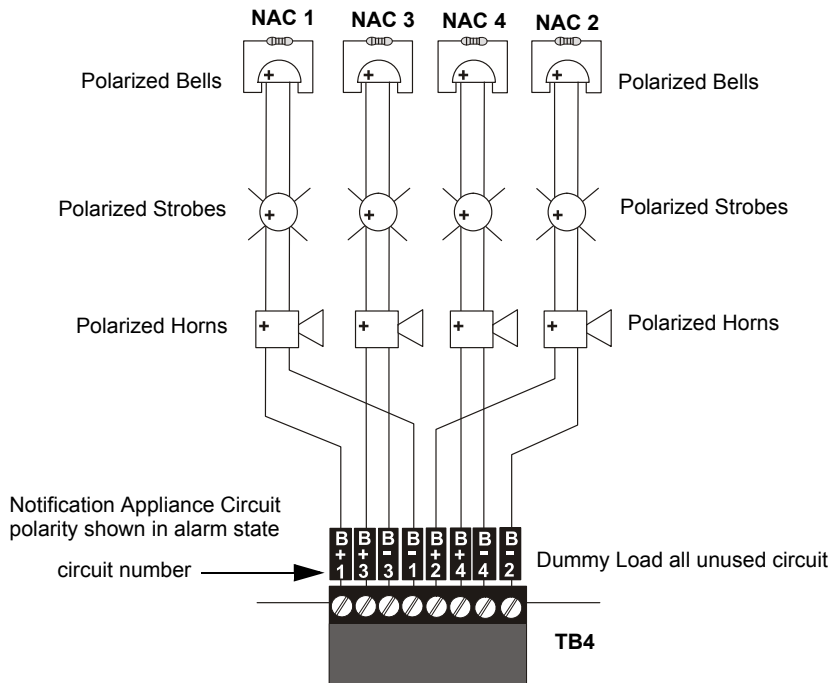 NAC 1 NAC 3 NAC 4 NAC 2
+ + + +
Polarized Bells Polarized Bells
Polarized Strobes + + + + Polarized Strobes
Polarized Horns + + + + Polarized Horns
Notification Appliance Circuit
polarity shown in alarm state
circuit number
B B B B B B B B
+ + - - + + - -
1 3 3 1 2 4 4 2
Dummy Load all unused circuit
TB4